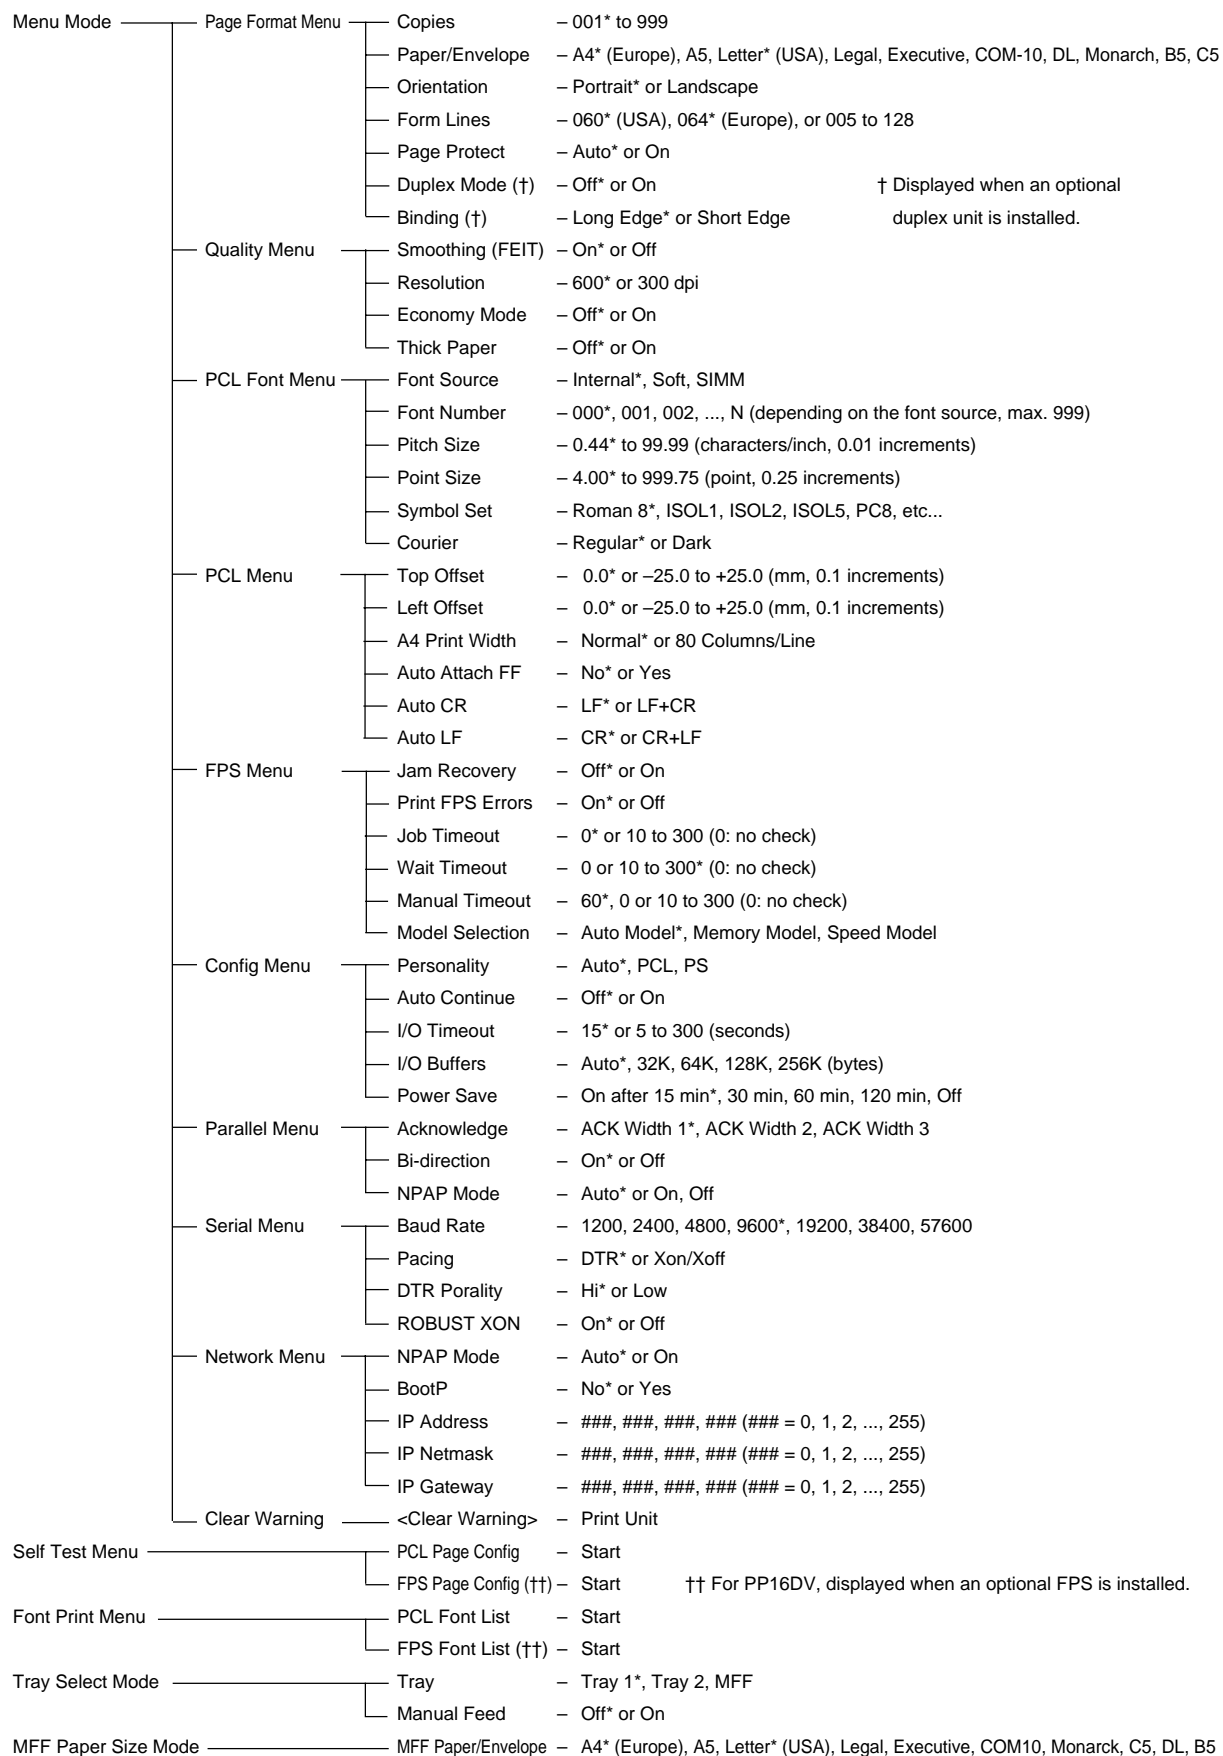 Menu Mode Page Format Menu Copies – 001* to 999
Paper/Envelope – A4* (Europe), A5, Letter* (USA), Legal, Executive, COM-10, DL, Monarch, B5, C5
Orientation – Portrait* or Landscape
Form Lines – 060* (USA), 064* (Europe), or 005 to 128
Page Protect – Auto* or On
Duplex Mode (†) – Off* or On † Displayed when an optional
Binding (†) – Long Edge* or Short Edge duplex unit is installed.
Quality Menu Smoothing (FEIT) – On* or Off
Resolution – 600* or 300 dpi
Economy Mode – Off* or On
Thick Paper – Off* or On
PCL Font Menu Font Source – Internal*, Soft, SIMM
Font Number – 000*, 001, 002, ..., N (depending on the font source, max. 999)
Pitch Size – 0.44* to 99.99 (characters/inch, 0.01 increments)
Point Size – 4.00* to 999.75 (point, 0.25 increments)
Symbol Set – Roman 8*, ISOL1, ISOL2, ISOL5, PC8, etc...
Courier – Regular* or Dark
PCL Menu Top Offset – 0.0* or –25.0 to +25.0 (mm, 0.1 increments)
Left Offset – 0.0* or –25.0 to +25.0 (mm, 0.1 increments)
A4 Print Width – Normal* or 80 Columns/Line
Auto Attach FF – No* or Yes
Auto CR – LF* or LF+CR
Auto LF – CR* or CR+LF
FPS Menu Jam Recovery – Off* or On
Print FPS Errors – On* or Off
Job Timeout – 0* or 10 to 300 (0: no check)
Wait Timeout – 0 or 10 to 300* (0: no check)
Manual Timeout – 60*, 0 or 10 to 300 (0: no check)
Model Selection – Auto Model*, Memory Model, Speed Model
Config Menu Personality – Auto*, PCL, PS
Auto Continue – Off* or On
I/O Timeout – 15* or 5 to 300 (seconds)
I/O Buffers – Auto*, 32K, 64K, 128K, 256K (bytes)
Power Save – On after 15 min*, 30 min, 60 min, 120 min, Off
Parallel Menu Acknowledge – ACK Width 1*, ACK Width 2, ACK Width 3
Bi-direction – On* or Off
NPAP Mode – Auto* or On, Off
Serial Menu Baud Rate – 1200, 2400, 4800, 9600*, 19200, 38400, 57600
Pacing – DTR* or Xon/Xoff
DTR Porality – Hi* or Low
ROBUST XON – On* or Off
Network Menu NPAP Mode – Auto* or On
BootP – No* or Yes
IP Address – ###, ###, ###, ### (### = 0, 1, 2, ..., 255)
IP Netmask – ###, ###, ###, ### (### = 0, 1, 2, ..., 255)
IP Gateway – ###, ###, ###, ### (### = 0, 1, 2, ..., 255)
Clear Warning <Clear Warning> – Print Unit
Self Test Menu PCL Page Config – Start
FPS Page Config (††) – Start †† For PP16DV, displayed when an optional FPS is installed.
Font Print Menu PCL Font List – Start
FPS Font List (††) – Start
Tray Select Mode Tray – Tray 1*, Tray 2, MFF
Manual Feed – Off* or On
MFF Paper Size Mode MFF Paper/Envelope – A4* (Europe), A5, Letter* (USA), Legal, Executive, COM10, Monarck, C5, DL, B5